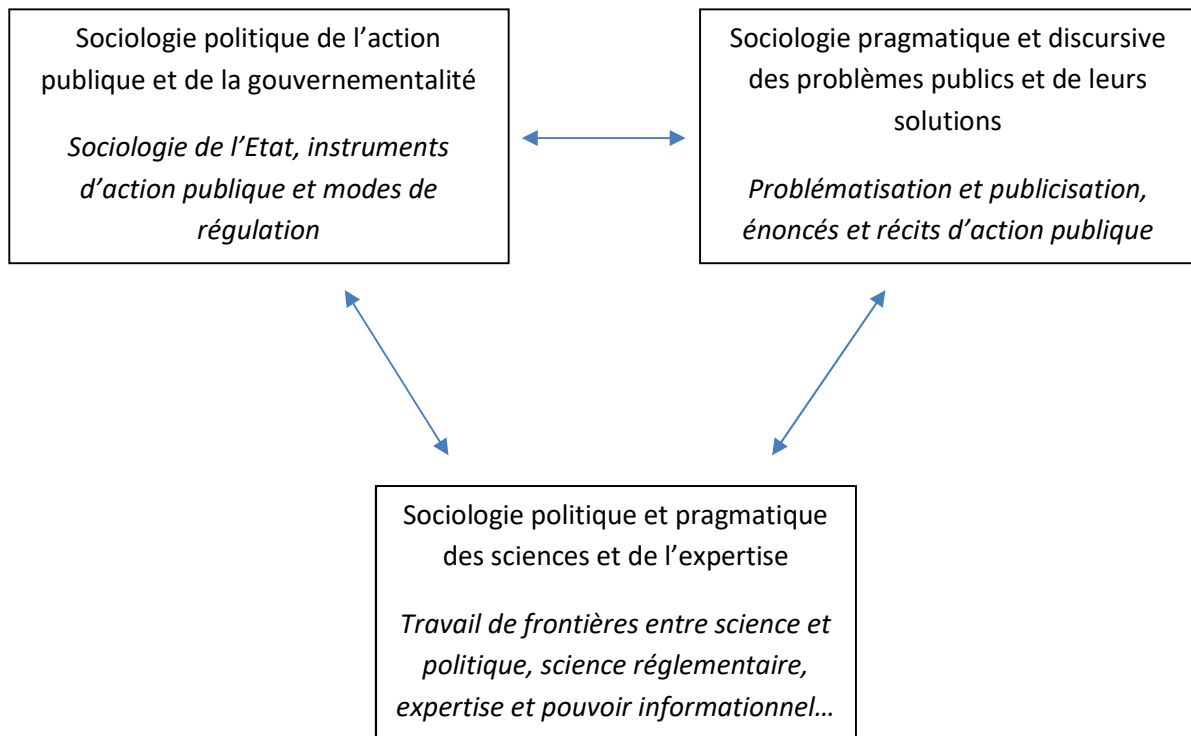 Sociologie politique de l’action
publique et de la gouvernementalité
Sociologie de l’Etat, instruments
d’action publique et modes de
régulation
Sociologie pragmatique et discursive
des problèmes publics et de leurs
solutions
Problématisation et publicisation,
énoncés et récits d’action publique
Sociologie politique et pragmatique
des sciences et de l’expertise
Travail de frontières entre science et
politique, science réglementaire,
expertise et pouvoir informationnel…